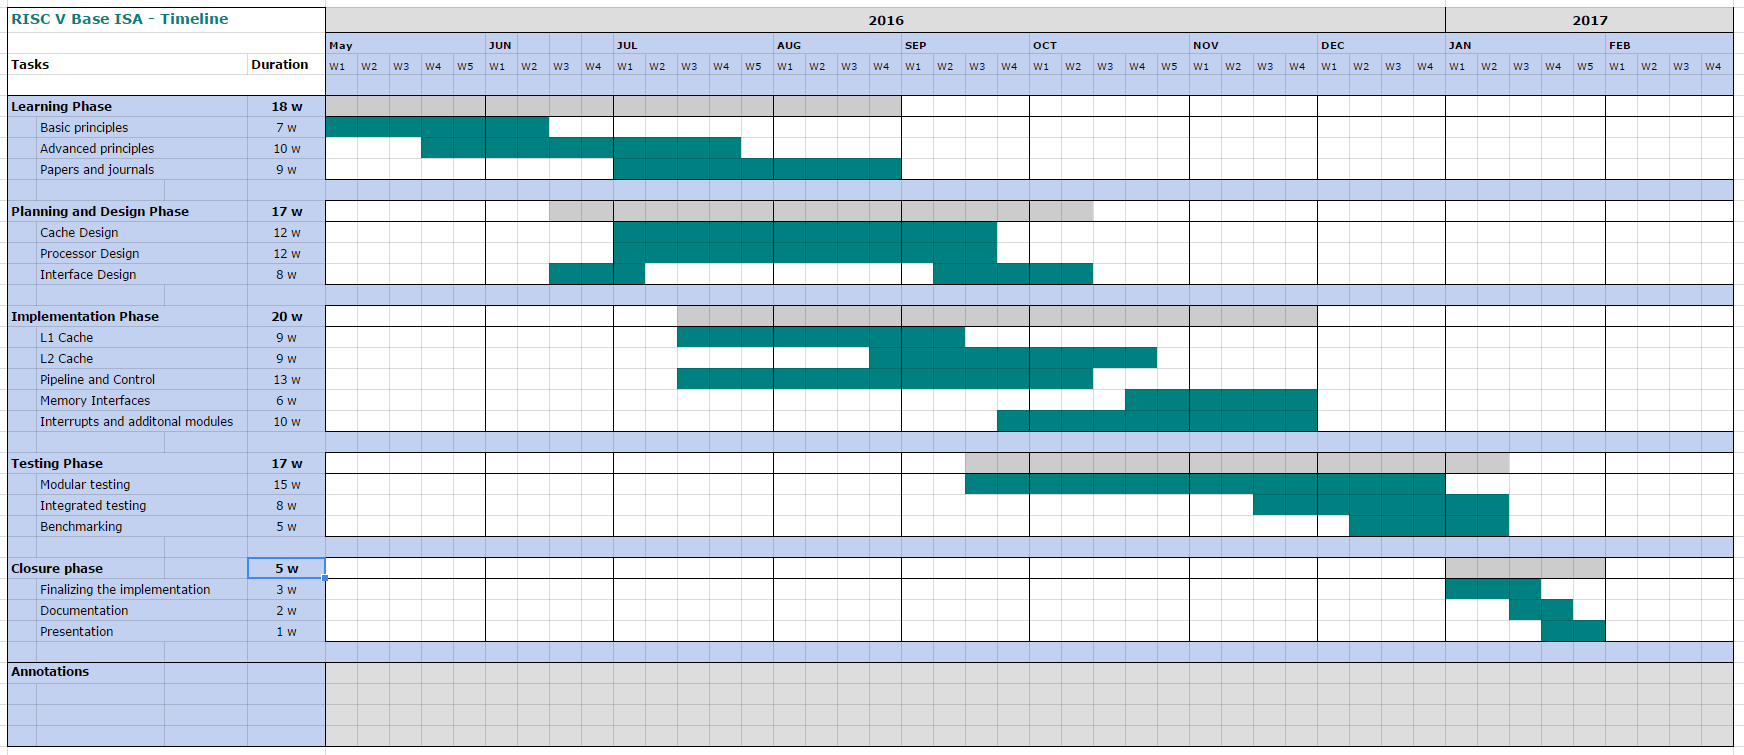 RISC V Base ISA - Timeline 2016 2017
May JUN JUL AUG SEP OCT NOV DEC JAN FEB
Tasks Duration W1 W2 W3 W4 W5 W1 W2 W3 W4 W1 W2 W3 W4 W5 W1 W2 W3 W4 W1 W2 W3 W4 W1 W2 W3 W4 W5 W1 W2 W3 W4 W1 W2 W3 W4 W1 W2 W3 W4 W5 W1 W2 W3 W4
Learning Phase 18 w
Basic principles 7 w
Advanced principles 10 w
Papers and journals 9 w
Planning and Design Phase 17 w
Cache Design 12 w
Processor Design 12 w
Interface Design 8 w
Implementation Phase 20 w
L1 Cache 9 w
L2 Cache 9 w
Pipeline and Control 13 w
Memory Interfaces 6 w
Interrupts and additonal modules 10 w
Testing Phase 17 w
Modular testing 15 w
Integrated testing 8 w
Benchmarking 5 w
Closure phase 5 w
Finalizing the implementation 3 w
Documentation 2 w
Presentation 1 w
Annotations